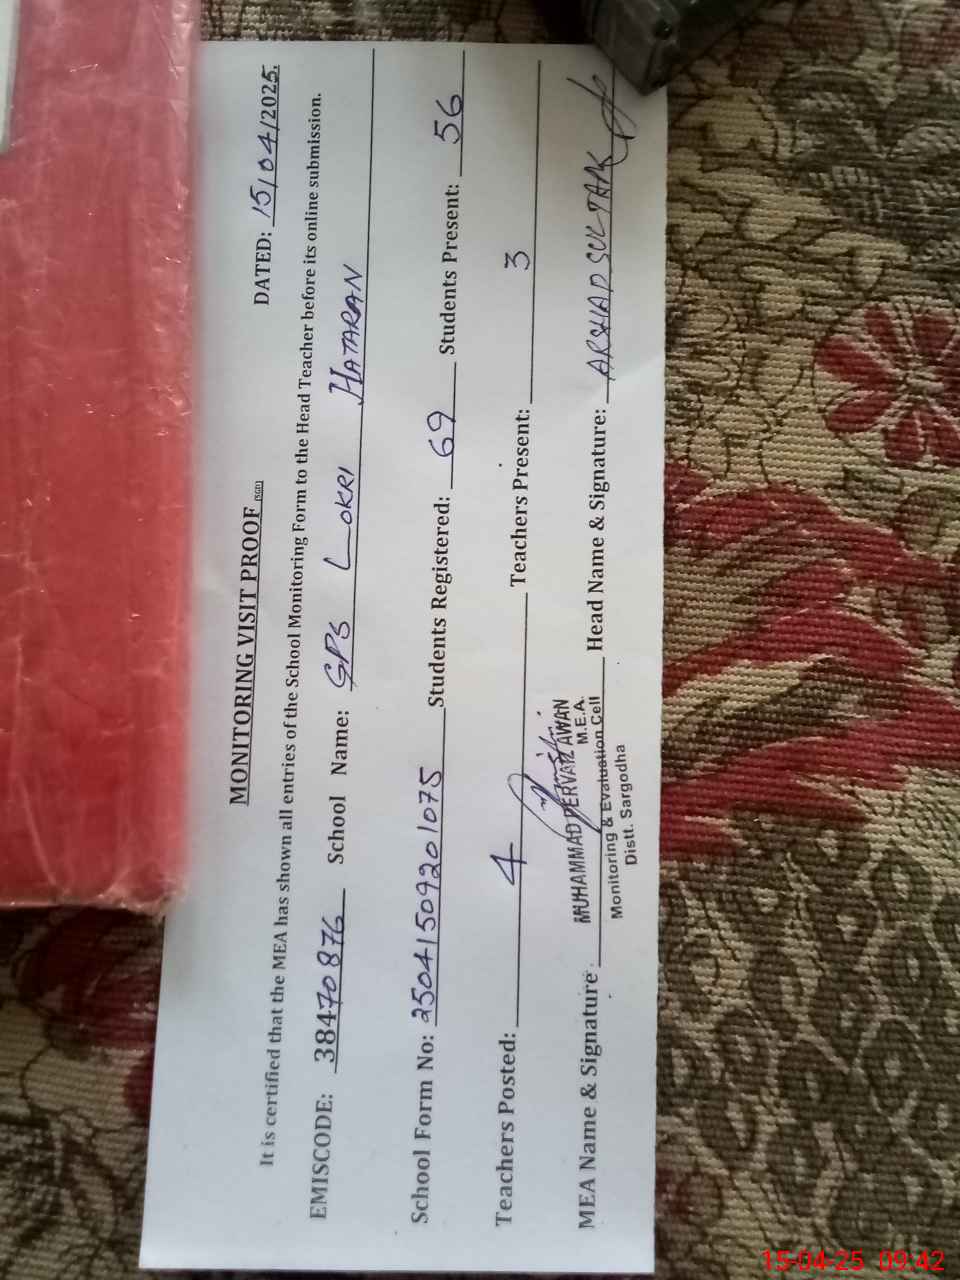 MONITORING VISIT PROOF (SGD)
DATED: 15/04/2025.
It is certified that the MEA has shown all entries of the School Monitoring Form to the Head Teacher before its online submission.
EMISCODE: 38470876 School Name: GPS LOKRI HATARAN
School Form No: 2504150920 1075 Students Registered: 69 Students Present: 56
Teachers Posted: 4 Teachers Present: 3
MEA Name & Signature: MUHAMMAD PERVAIZ AWAN Head Name & Signature: ARSHAD SULTAN
M.E.A.
Monitoring & Evaluation Cell
Distt. Sargodha
15-04-25 09:42